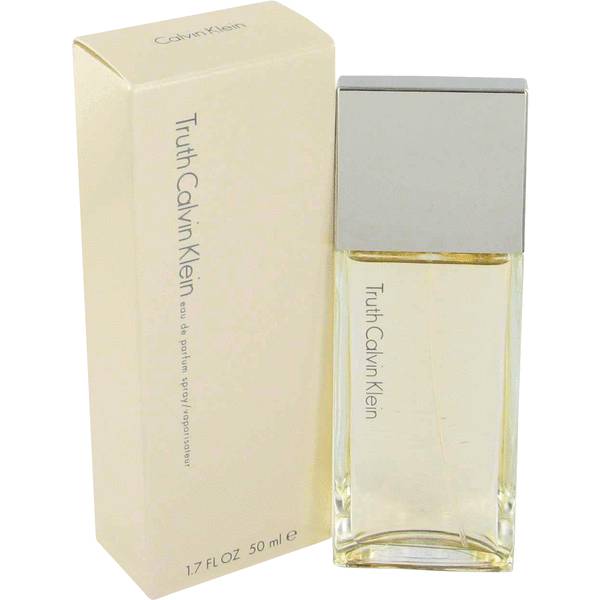 Calvin Klein
Truth Calvin Klein
eau de parfum spray/vaporisateur
1.7 FL OZ 50 ml e
Truth Calvin Klein